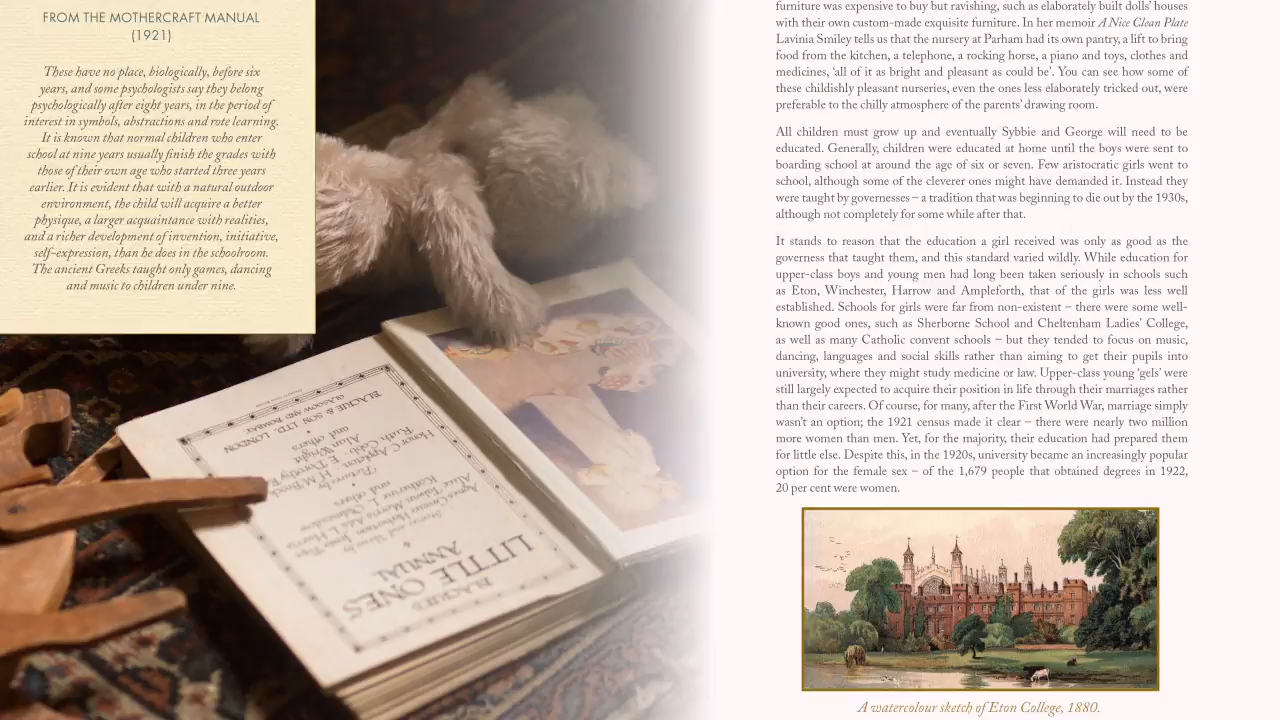 FROM THE MOTHERCRAFT MANUAL
(1921)
These have no place, biologically, before six
years, and some psychologists say they belong
psychologically after eight years, in the period of
interest in symbols, abstractions and rote learning.
It is known that normal children who enter
school at nine years usually finish the grades with
those of their own age who started three years
earlier. It is evident that with a natural outdoor
environment, the child will acquire a better
physique, a larger acquaintance with realities,
and a richer development of invention, initiative,
self-expression, than he does in the schoolroom.
The ancient Greeks taught only games, dancing
and music to children under nine.
BLACKIE'S
LITTLE ONES
ANNUAL
Stories and Verse by
and others
Pictures by
Honor C. Appleton
Alan Wright
and others
BLACKIE & SON LTD. LONDON
GLASGOW AND BOMBAY
furniture was expensive to buy but ravishing, such as elaborately built dolls' houses
with their own custom-made exquisite furniture. In her memoir A Nice Clean Plate
Lavinia Smiley tells us that the nursery at Parham had its own pantry, a lift to bring
food from the kitchen, a telephone, a rocking horse, a piano and toys, clothes and
medicines, 'all of it as bright and pleasant as could be'. You can see how some of
these childishly pleasant nurseries, even the ones less elaborately tricked out, were
preferable to the chilly atmosphere of the parents' drawing room.
All children must grow up and eventually Sybbie and George will need to be
educated. Generally, children were educated at home until the boys were sent to
boarding school at around the age of six or seven. Few aristocratic girls went to
school, although some of the cleverer ones might have demanded it. Instead they
were taught by governesses – a tradition that was beginning to die out by the 1930s,
although not completely for some while after that.
It stands to reason that the education a girl received was only as good as the
governess that taught them, and this standard varied wildly. While education for
upper-class boys and young men had long been taken seriously in schools such
as Eton, Winchester, Harrow and Ampleforth, that of the girls was less well
established. Schools for girls were far from non-existent – there were some well-
known good ones, such as Sherborne School and Cheltenham Ladies' College,
as well as many Catholic convent schools – but they tended to focus on music,
dancing, languages and social skills rather than aiming to get their pupils into
university, where they might study medicine or law. Upper-class young 'gels' were
still largely expected to acquire their position in life through their marriages rather
than their careers. Of course, for many, after the First World War, marriage simply
wasn't an option; the 1921 census made it clear – there were nearly two million
more women than men. Yet, for the majority, their education had prepared them
for little else. Despite this, in the 1920s, university became an increasingly popular
option for the female sex – of the 1,679 people that obtained degrees in 1922,
20 per cent were women.
A watercolour sketch of Eton College, 1880.